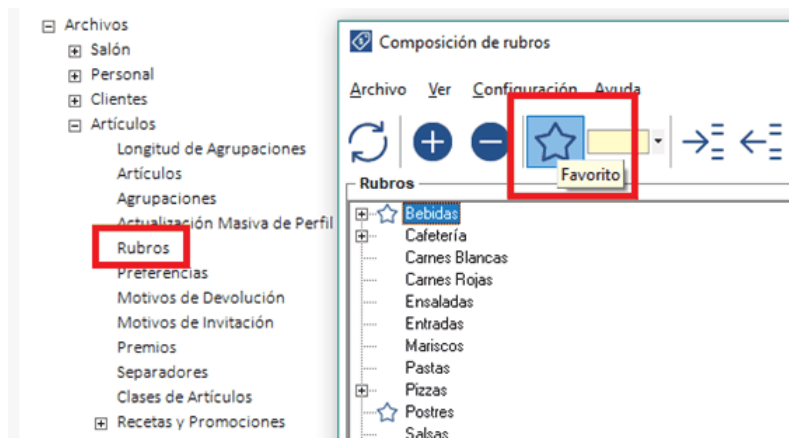 Archivos
Salón
Personal
Clientes
Artículos
Longitud de Agrupaciones
Artículos
Agrupaciones
Actualización Masiva de Perfil
Rubros
Preferencias
Motivos de Devolución
Motivos de Invitación
Premios
Separadores
Clases de Artículos
Recetas y Promociones
Composición de rubros
Archivo Ver Configuración Ayuda
Favorito
Rubros
Bebidas
Cafetería
Carnes Blancas
Carnes Rojas
Ensaladas
Entradas
Mariscos
Pastas
Pizzas
Postres
Salsas